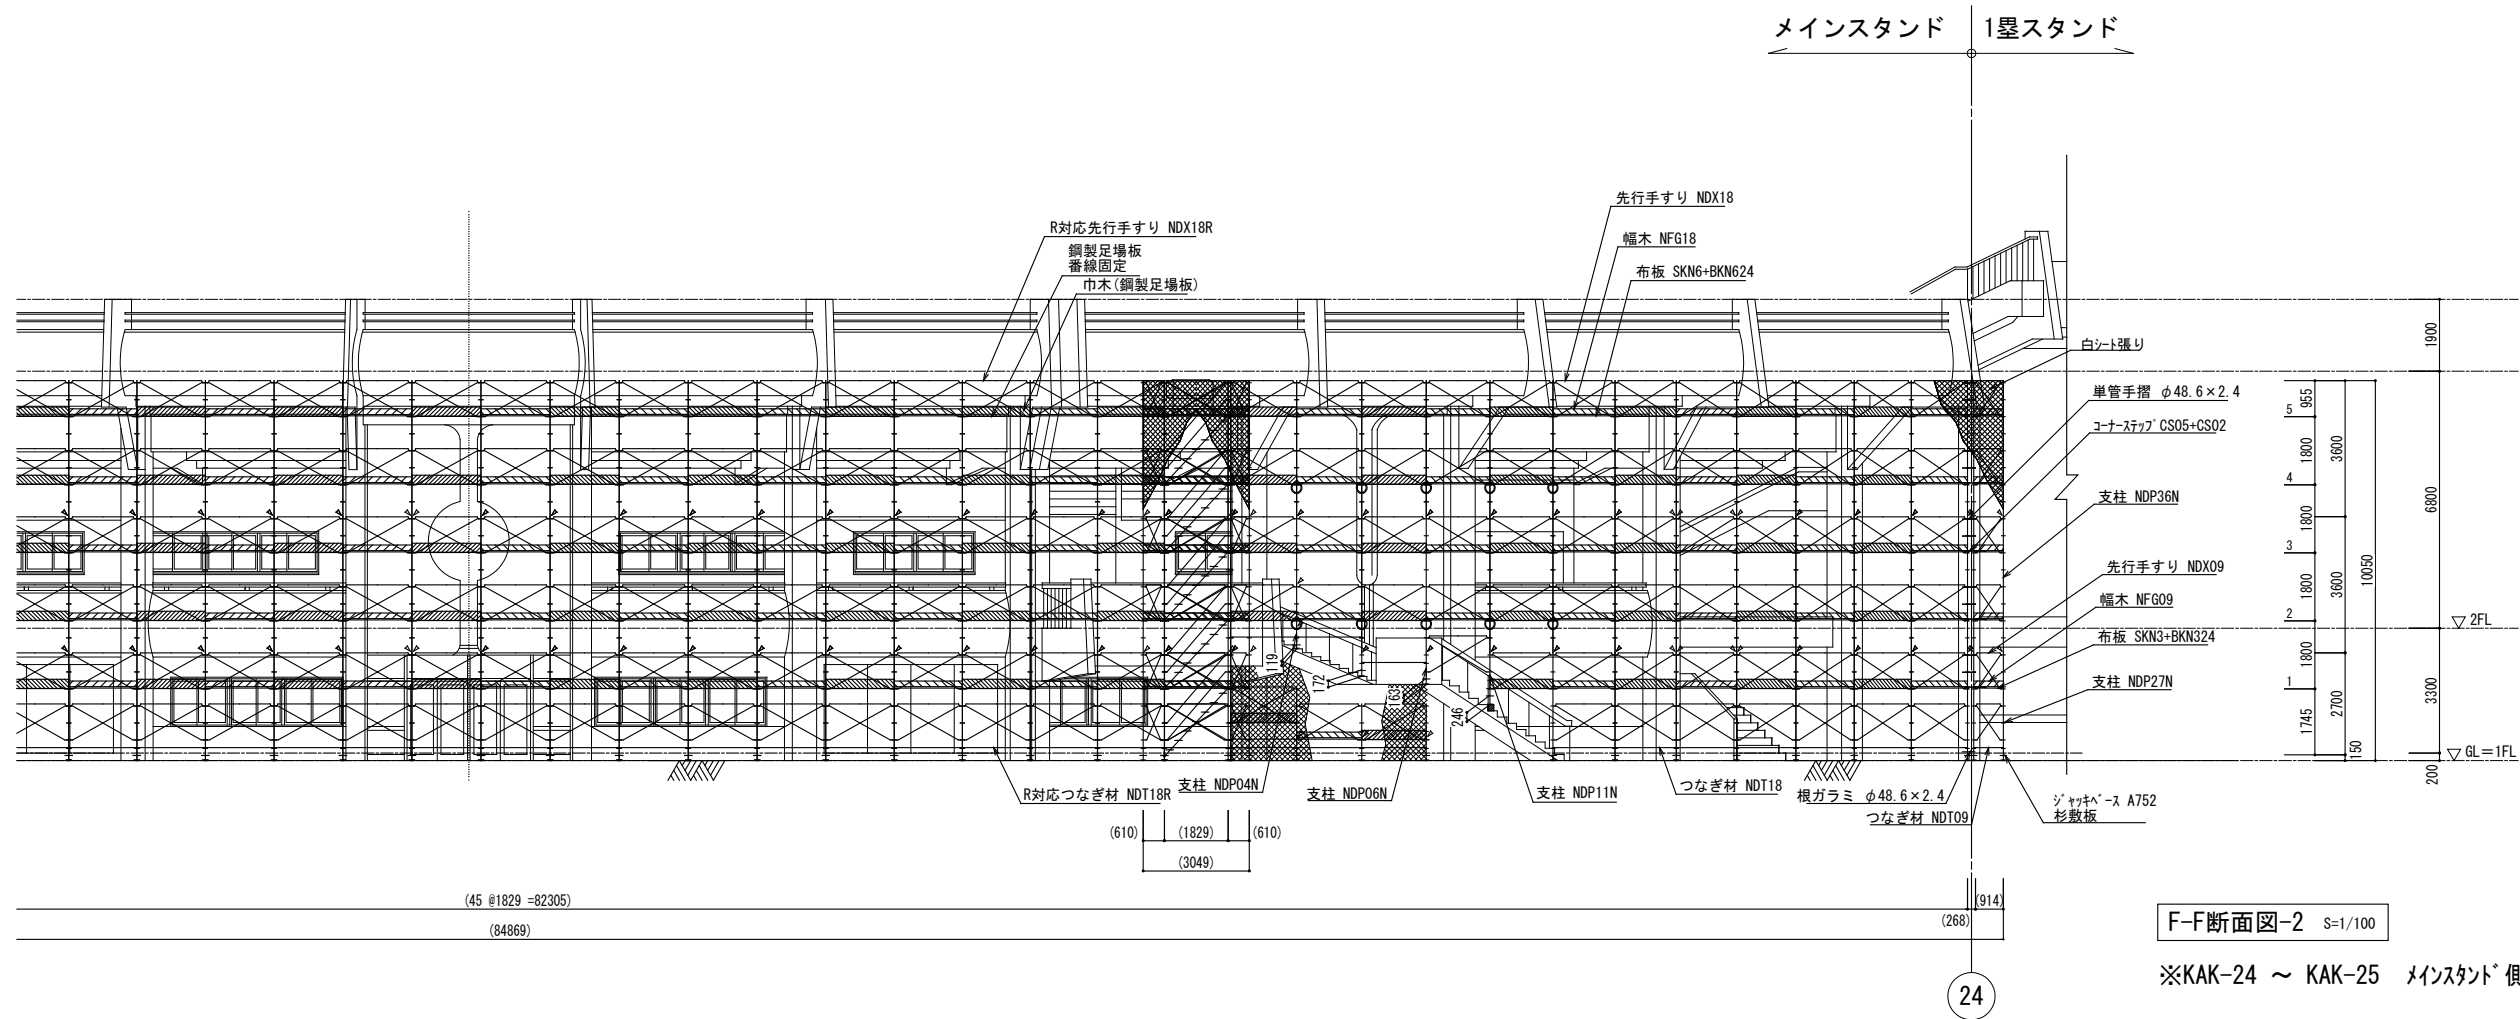 メインスタンド
1塁スタンド
先行手すり NDX18
R対応先行手すり NDX18R
幅木 NFG18
鋼製足場板
番線固定
布板 SKN6+BKN624
巾木(鋼製足場板)
白シート張り
単管手摺 φ48.6×2.4
コーナーステップ CS05+CS02
支柱 NDP36N
先行手すり NDX09
幅木 NFG09
布板 SKN3+BKN324
支柱 NDP27N
1900
6800
3300
200
955
1800
1800
1800
1800
1745
3600
3600
2700
150
10050
5
4
3
2
1
▽ 2FL
▽ GL=1FL
119
172
163
246
R対応つなぎ材 NDT18R
支柱 NDP04N
支柱 NDP06N
支柱 NDP11N
つなぎ材 NDT18
根ガラミ φ48.6×2.4
つなぎ材 NDT09
ジャッキベース A752
杉敷板
(610)
(1829)
(610)
(3049)
(45 @1829 =82305)
(914)
(268)
(84869)
24
F-F断面図-2 S=1/100
※KAK-24 ～ KAK-25 メインスタンド側